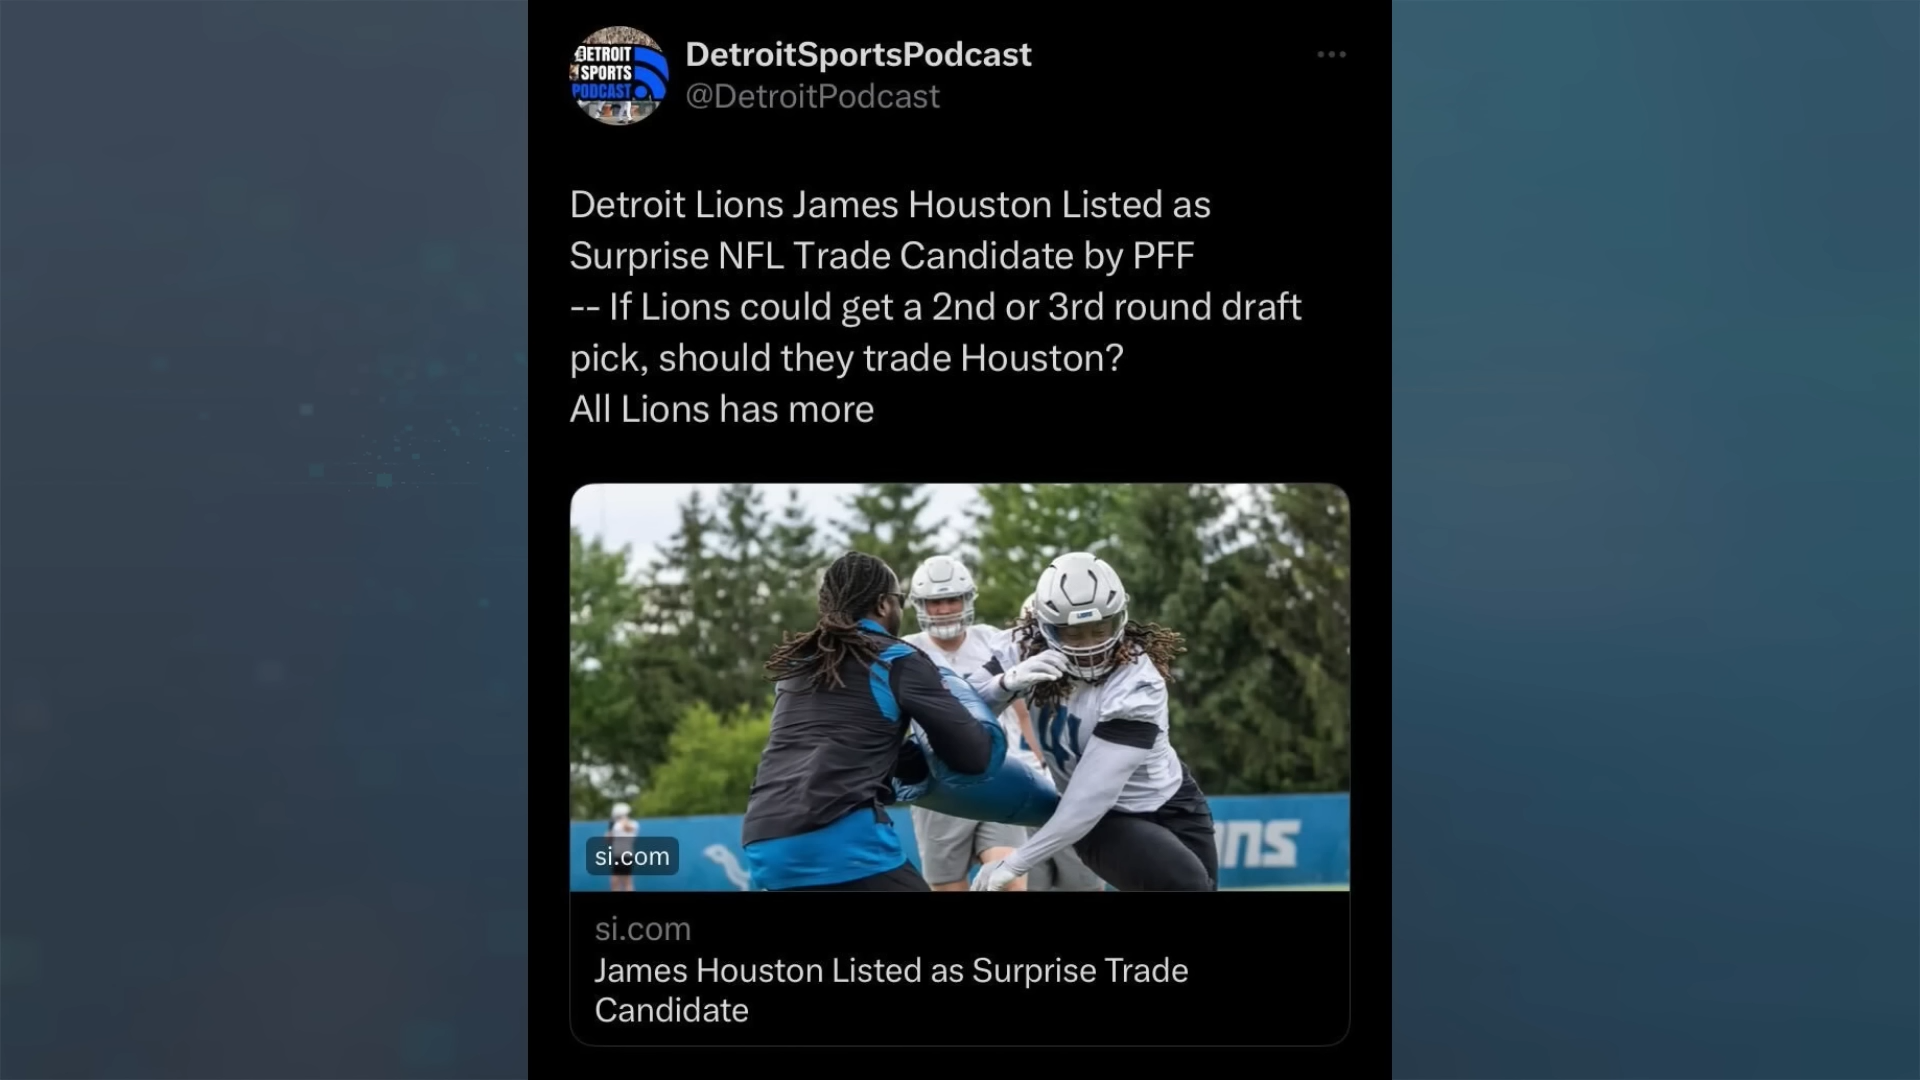 DETROIT
SPORTS
PODCAST
DetroitSportsPodcast
@DetroitPodcast
Detroit Lions James Houston Listed as
Surprise NFL Trade Candidate by PFF
-- If Lions could get a 2nd or 3rd round draft
pick, should they trade Houston?
All Lions has more
si.com
si.com
James Houston Listed as Surprise Trade
Candidate